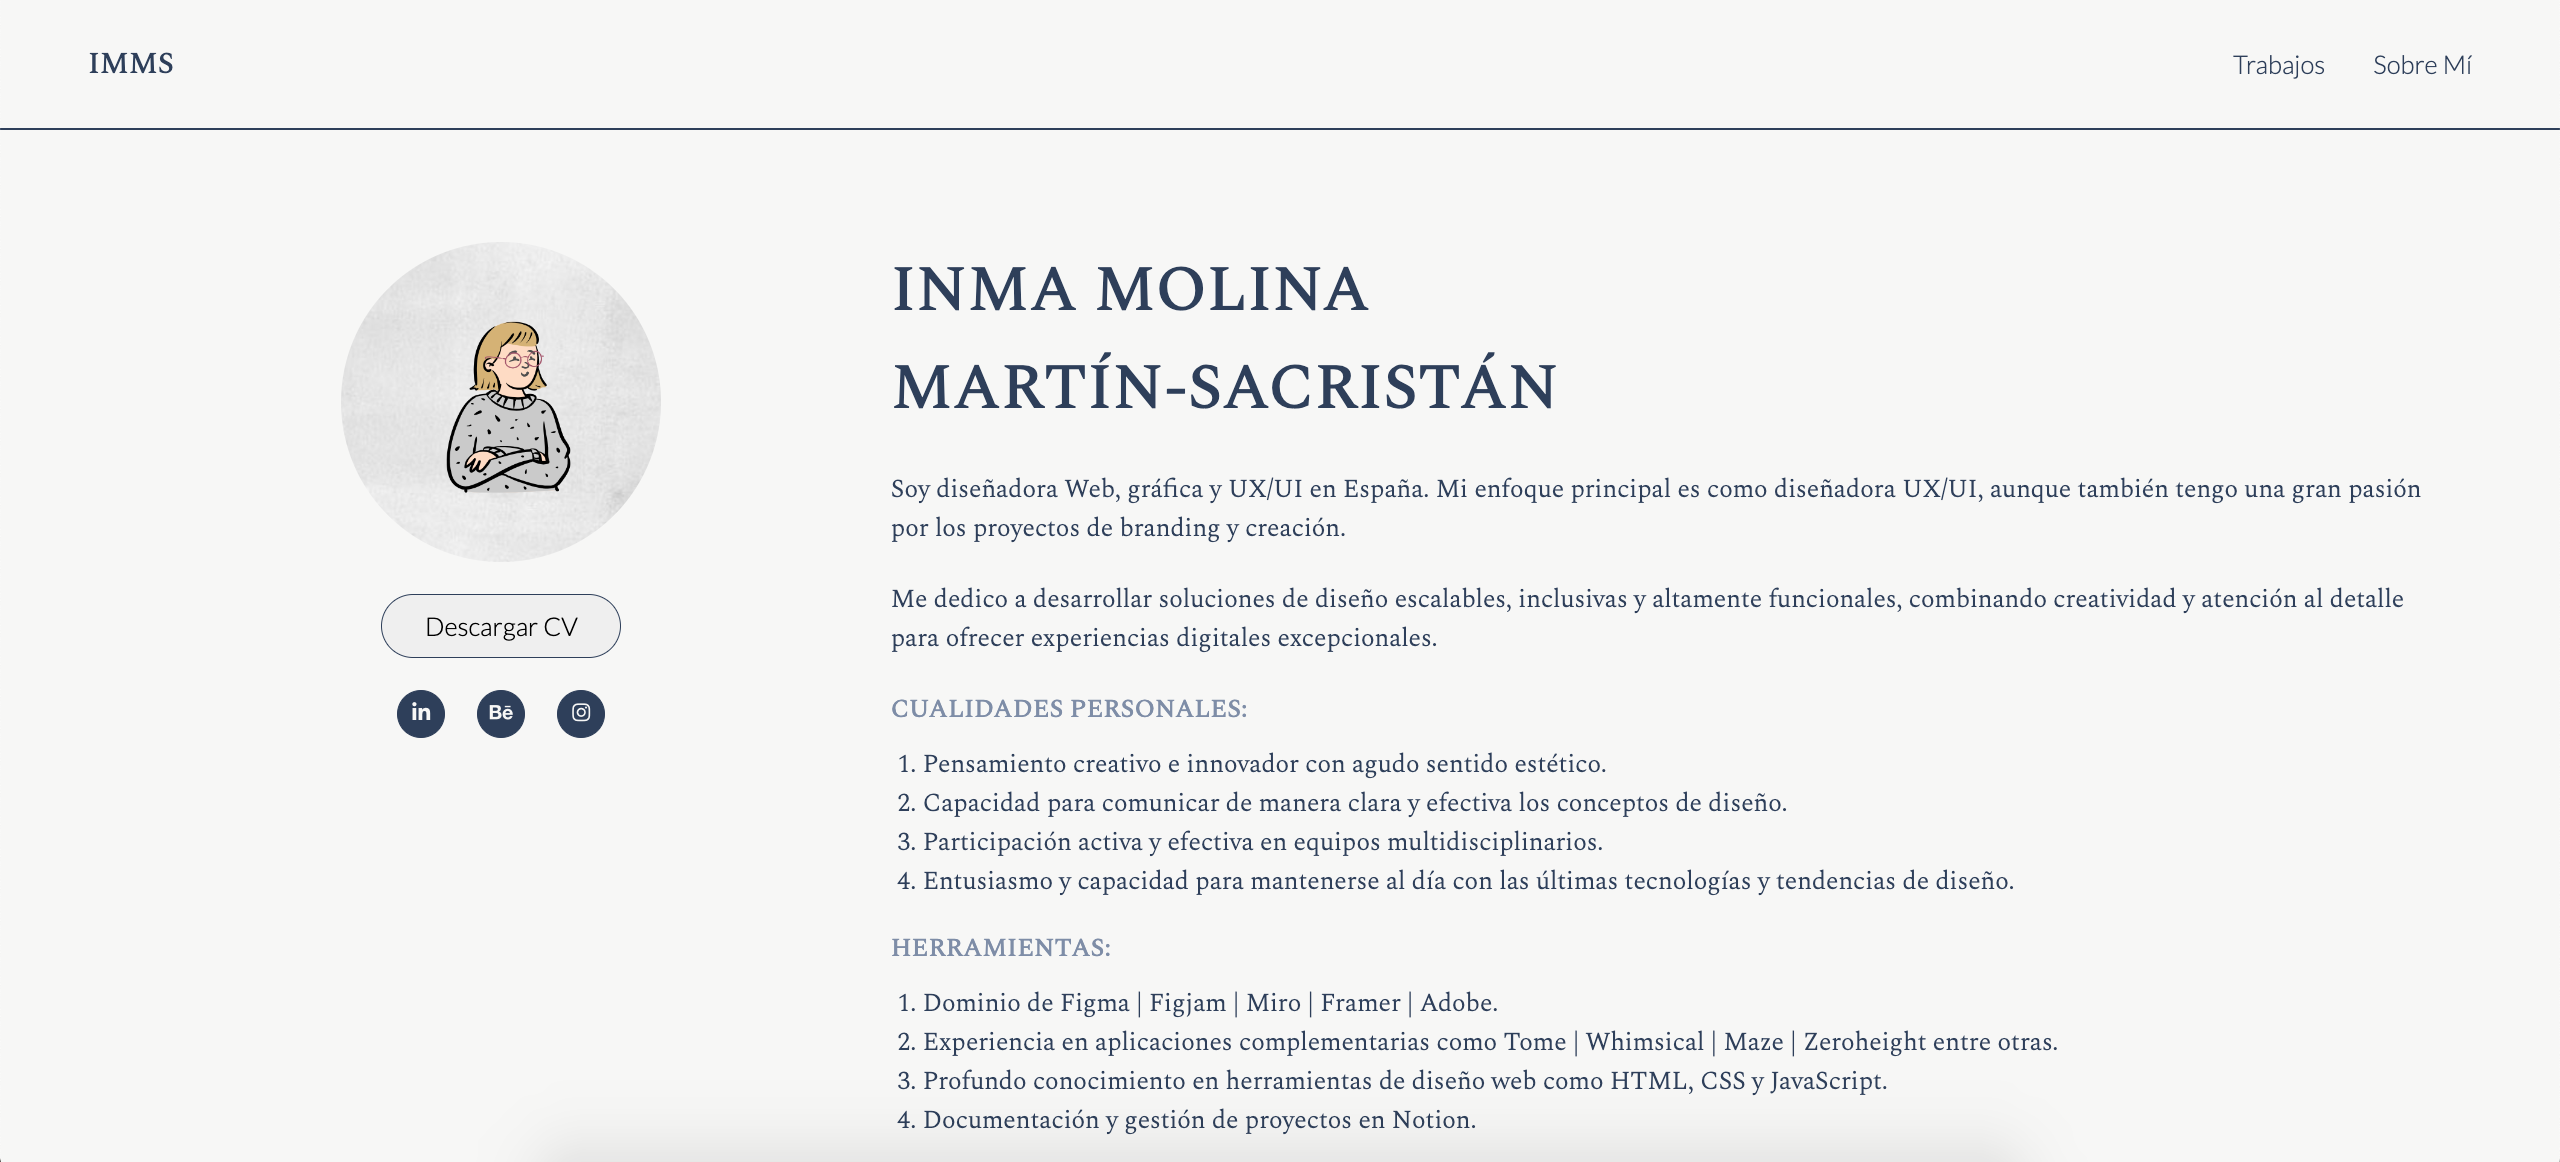 IMMS
Trabajos
Sobre Mí
Descargar CV
in
Bē
INMA MOLINA
MARTÍN-SACRISTÁN
Soy diseñadora Web, gráfica y UX/UI en España. Mi enfoque principal es como diseñadora UX/UI, aunque también tengo una gran pasión
por los proyectos de branding y creación.
Me dedico a desarrollar soluciones de diseño escalables, inclusivas y altamente funcionales, combinando creatividad y atención al detalle
para ofrecer experiencias digitales excepcionales.
CUALIDADES PERSONALES:
1. Pensamiento creativo e innovador con agudo sentido estético.
2. Capacidad para comunicar de manera clara y efectiva los conceptos de diseño.
3. Participación activa y efectiva en equipos multidisciplinarios.
4. Entusiasmo y capacidad para mantenerse al día con las últimas tecnologías y tendencias de diseño.
HERRAMIENTAS:
1. Dominio de Figma | Figjam | Miro | Framer | Adobe.
2. Experiencia en aplicaciones complementarias como Tome | Whimsical | Maze | Zeroheight entre otras.
3. Profundo conocimiento en herramientas de diseño web como HTML, CSS y JavaScript.
4. Documentación y gestión de proyectos en Notion.